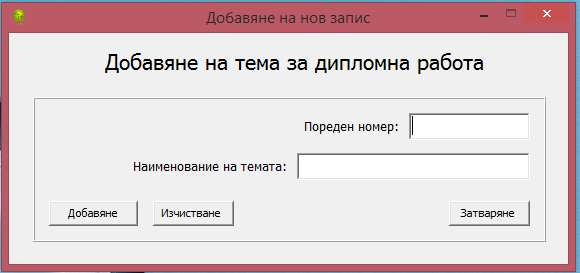 Добавяне на нов запис
Добавяне на тема за дипломна работа
Пореден номер:
Наименование на темата:
Добавяне Изчистване Затваряне